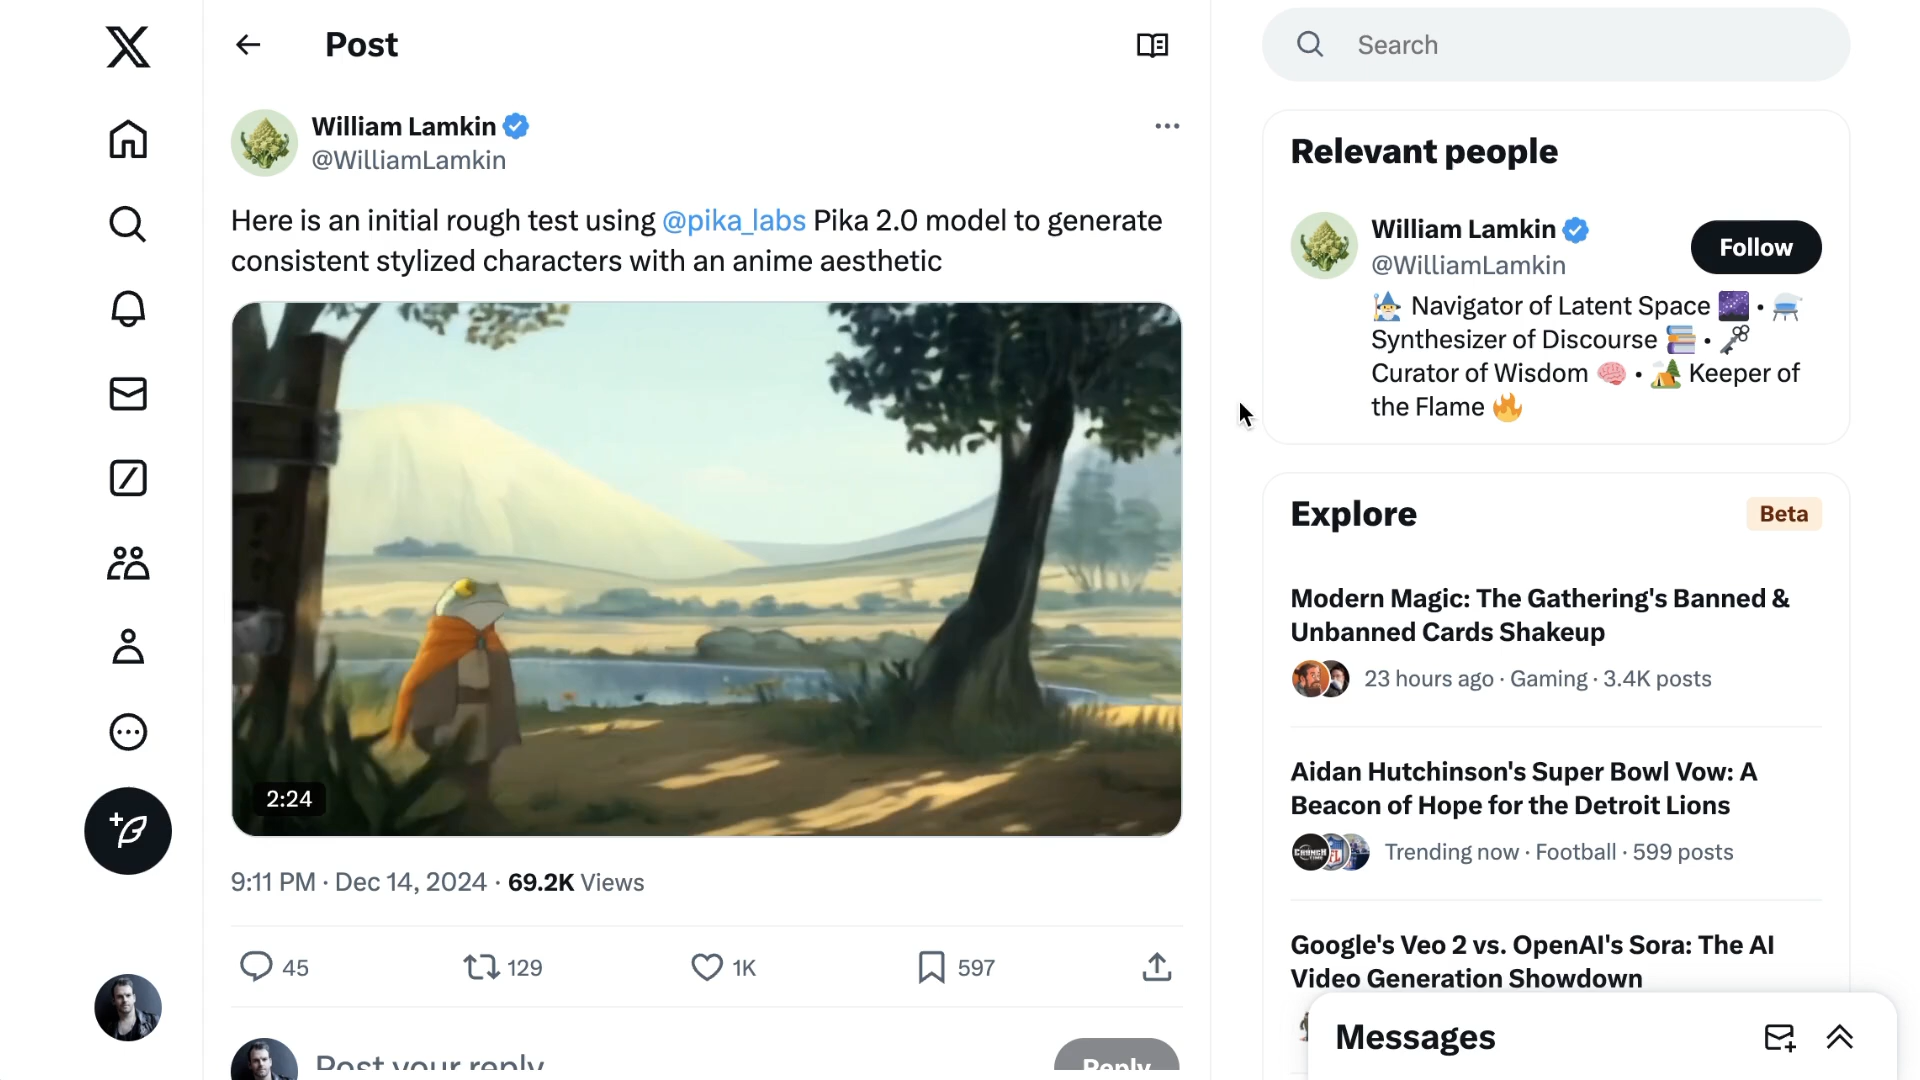 Post
William Lamkin
@WilliamLamkin
Here is an initial rough test using @pika_labs Pika 2.0 model to generate
consistent stylized characters with an anime aesthetic
2:24
9:11 PM · Dec 14, 2024 · 69.2K Views
45
129
1K
597
Post your reply
Reply
Search
Relevant people
William Lamkin
@WilliamLamkin
Follow
🧙‍♂️ Navigator of Latent Space 🌌 • ⚗️
Synthesizer of Discourse 📚 • 🗝️
Curator of Wisdom 🧠 • 🏕️ Keeper of
the Flame 🔥
Explore
Beta
Modern Magic: The Gathering's Banned &
Unbanned Cards Shakeup
23 hours ago · Gaming · 3.4K posts
Aidan Hutchinson's Super Bowl Vow: A
Beacon of Hope for the Detroit Lions
Trending now · Football · 599 posts
Google's Veo 2 vs. OpenAI's Sora: The AI
Video Generation Showdown
Messages